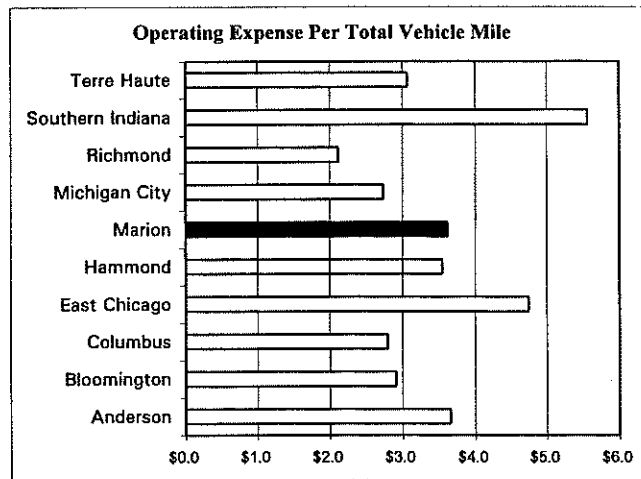 Operating Expense Per Total Vehicle Mile
Terre Haute
Southern Indiana
Richmond
Michigan City
Marion
Hammond
East Chicago
Columbus
Bloomington
Anderson
$0.0 $1.0 $2.0 $3.0 $4.0 $5.0 $6.0